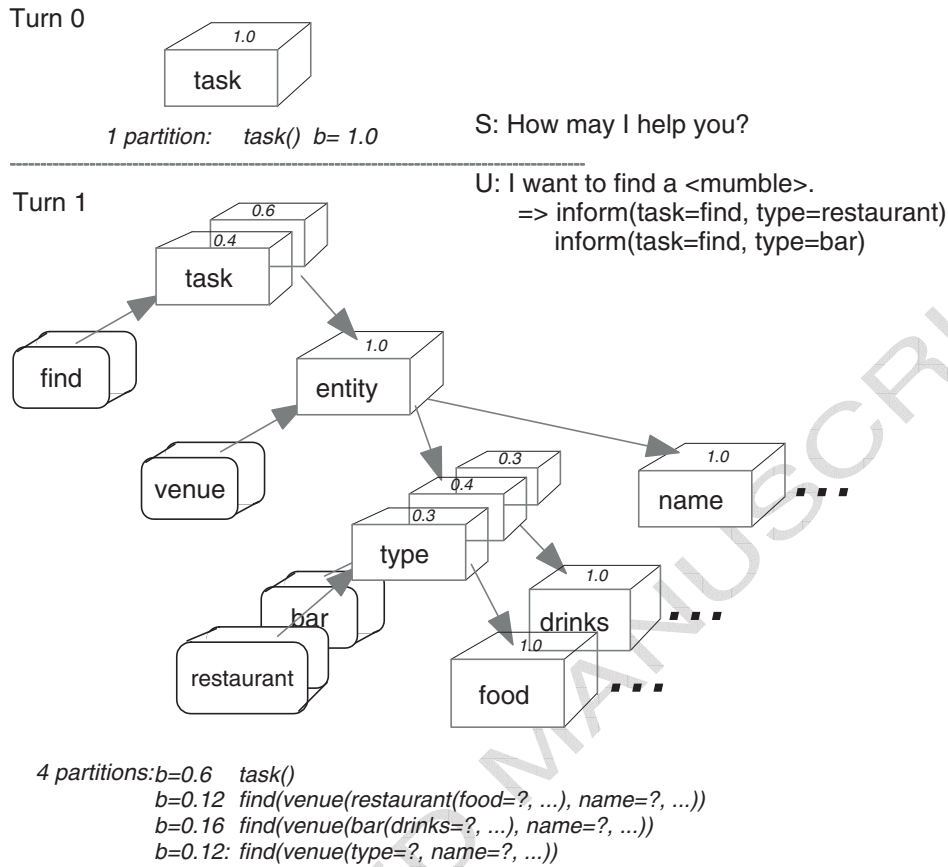 Turn 0
1.0
task
1 partition: task() b= 1.0
S: How may I help you?
Turn 1
U: I want to find a <mumble>.
=> inform(task=find, type=restaurant)
inform(task=find, type=bar)
0.6
0.4
task
find
1.0
entity
venue
1.0
name
...
0.3
0.4
0.3
type
bar
restaurant
1.0
drinks
...
1.0
food
...
4 partitions: b=0.6 task()
b=0.12 find(venue(restaurant(food=?, ...), name=?, ...))
b=0.16 find(venue(bar(drinks=?, ...), name=?, ...))
b=0.12: find(venue(type=?, name=?, ...))